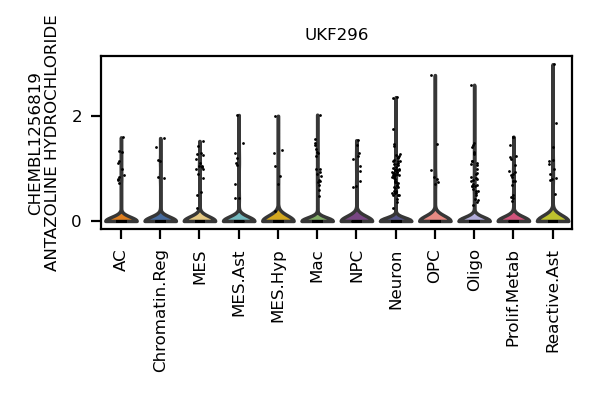 UKF296
CHEMBL1256819
ANTAZOLINE HYDROCHLORIDE
2
0
AC
Chromatin.Reg
MES
MES.Ast
MES.Hyp
Mac
NPC
Neuron
OPC
Oligo
Prolif.Metab
Reactive.Ast